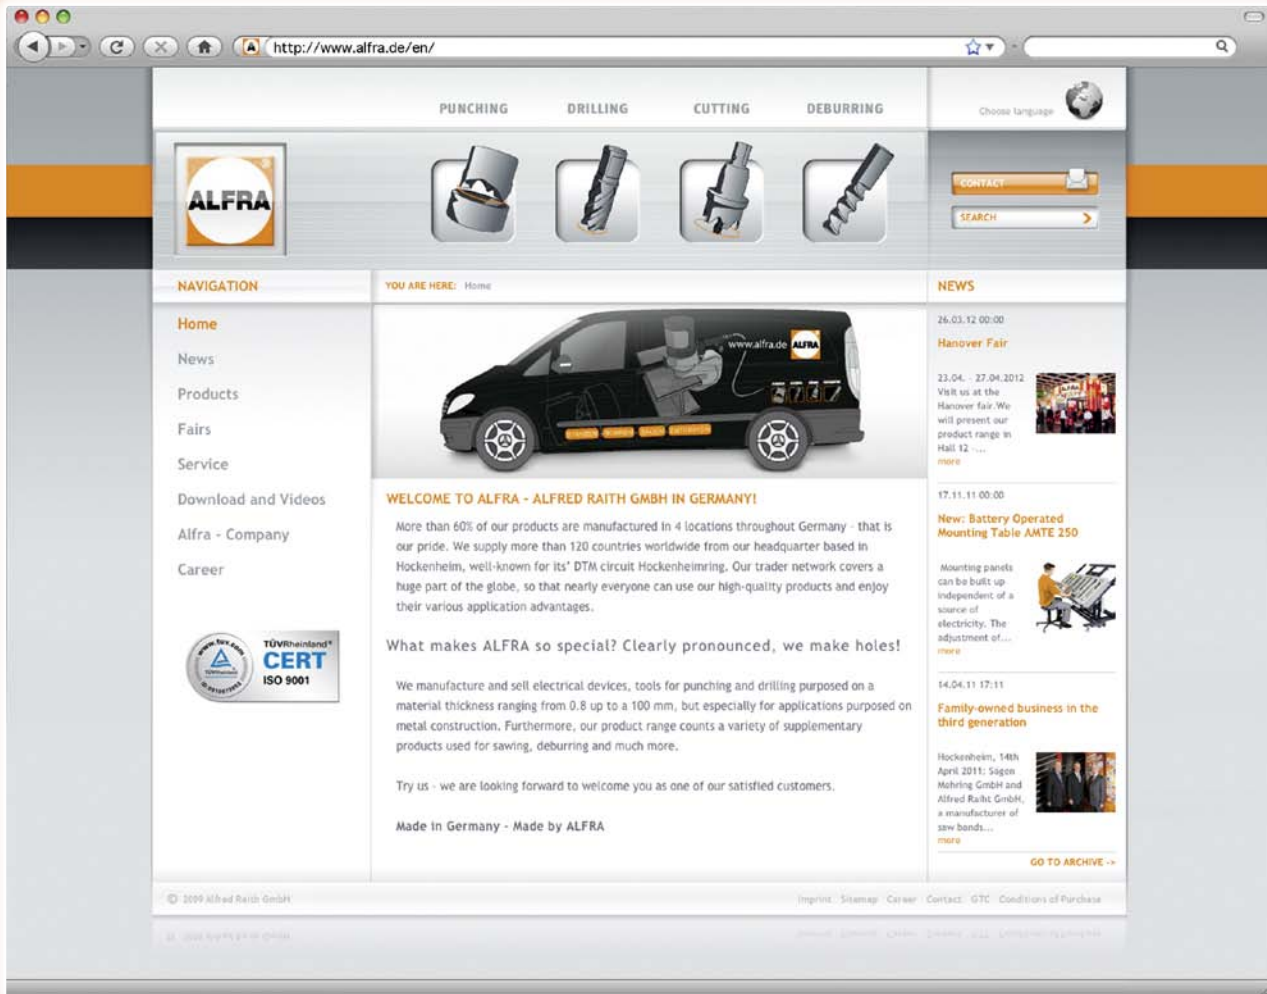 http://www.alfra.de/en/
PUNCHING
DRILLING
CUTTING
DEBURRING
Choose language
ALFRA
CONTACT
SEARCH
NAVIGATION
YOU ARE HERE: Home
NEWS
Home
News
Products
Fairs
Service
Download and Videos
Alfra - Company
Career
www.tuv.com
TÜVRheinland®
CERT
ISO 9001
www.alfra.de ALFRA
WELCOME TO ALFRA - ALFRED RAITH GMBH IN GERMANY!
More than 60% of our products are manufactured in 4 locations throughout Germany - that is
our pride. We supply more than 120 countries worldwide from our headquarter based in
Hockenheim, well-known for its' DTM circuit Hockenheimring. Our trader network covers a
huge part of the globe, so that nearly everyone can use our high-quality products and enjoy
their various application advantages.
What makes ALFRA so special? Clearly pronounced, we make holes!
We manufacture and sell electrical devices, tools for punching and drilling purposed on a
material thickness ranging from 0.8 up to a 100 mm, but especially for applications purposed on
metal construction. Furthermore, our product range counts a variety of supplementary
products used for sawing, deburring and much more.
Try us - we are looking forward to welcome you as one of our satisfied customers.
Made in Germany - Made by ALFRA
26.03.12 00:00
Hanover Fair
23.04. - 27.04.2012
Visit us at the
Hanover fair.We
will present our
product range in
Hall 12 -...
more
17.11.11 00:00
New: Battery Operated
Mounting Table AMTE 250
Mounting panels
can be built up
independent of a
source of
electricity. The
adjustment of...
more
14.04.11 17:11
Family-owned business in the
third generation
Hockenheim, 14th
April 2011: Sägen
Mehring GmbH and
Alfred Raiht GmbH,
a manufacturer of
saw bands...
more
GO TO ARCHIVE ->
© 2009 Alfred Raith GmbH
Imprint Sitemap Career Contact GTC Conditions of Purchase